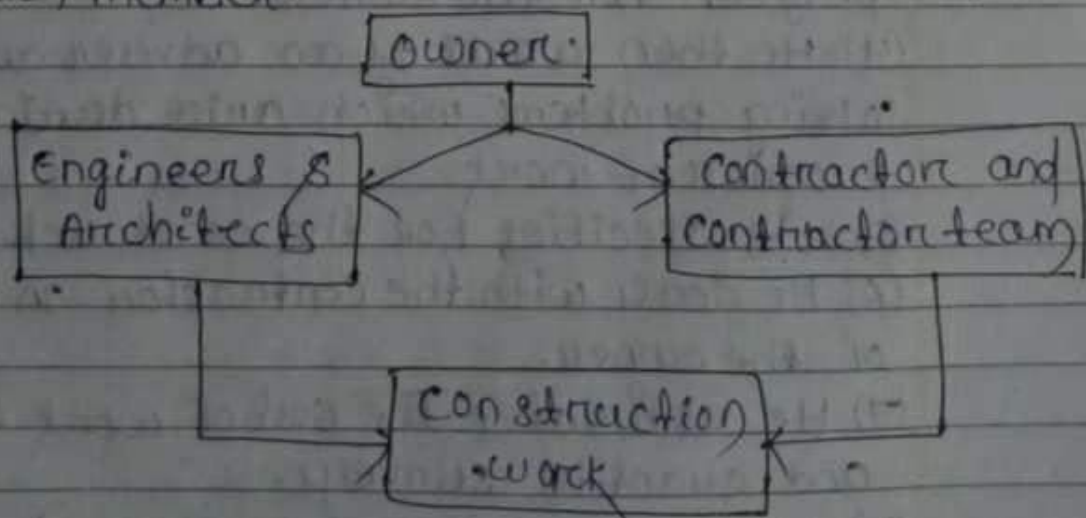 owner.
Engineers &
Architects
contractor and
contractor team
construction
work